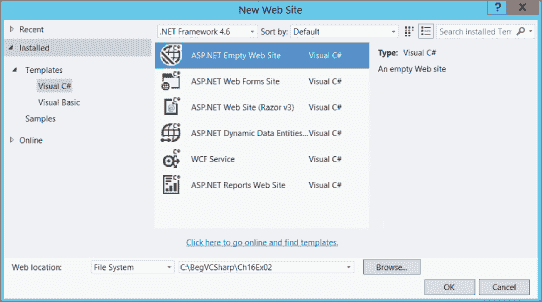 New Web Site
? ×
Recent
Installed
Templates
Visual C#
Visual Basic
Samples
Online
.NET Framework 4.6
Sort by: Default
Search Installed Tem
ASP.NET Empty Web Site Visual C#
ASP.NET Web Forms Site Visual C#
ASP.NET Web Site (Razor v3) Visual C#
ASP.NET Dynamic Data Entities... Visual C#
WCF Service Visual C#
ASP.NET Reports Web Site Visual C#
Type: Visual C#
An empty Web site
Click here to go online and find templates.
Web location: File System C:\BegVCSharp\Ch16Ex02 Browse...
OK Cancel